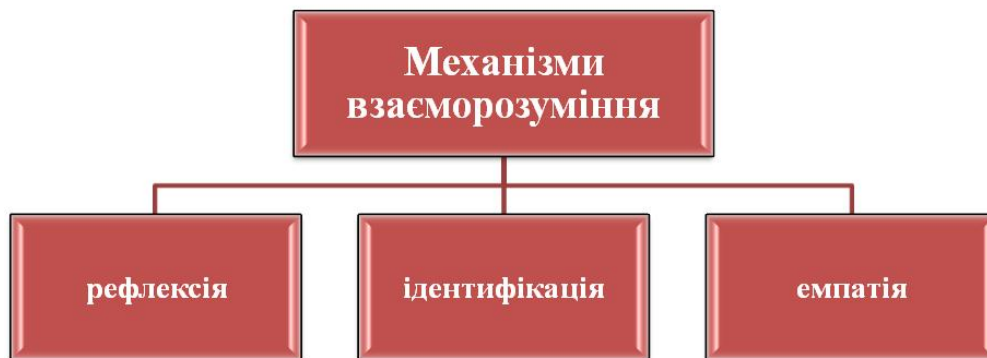 Механізми
взаєморозуміння
рефлексія
ідентифікація
емпатія